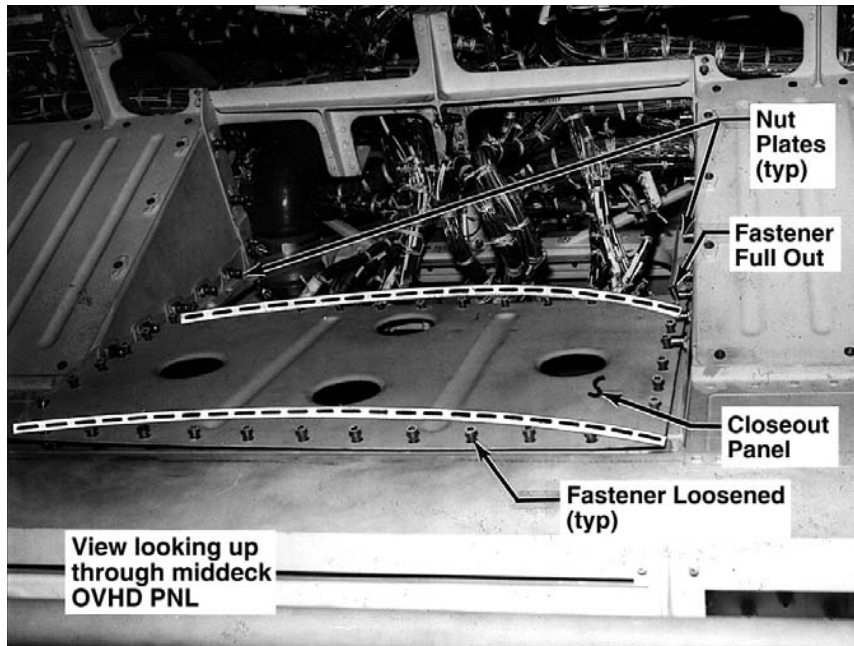 Nut
Plates
(typ)
Fastener
Full Out
Closeout
Panel
Fastener Loosened
(typ)
View looking up
through middeck
OVHD PNL